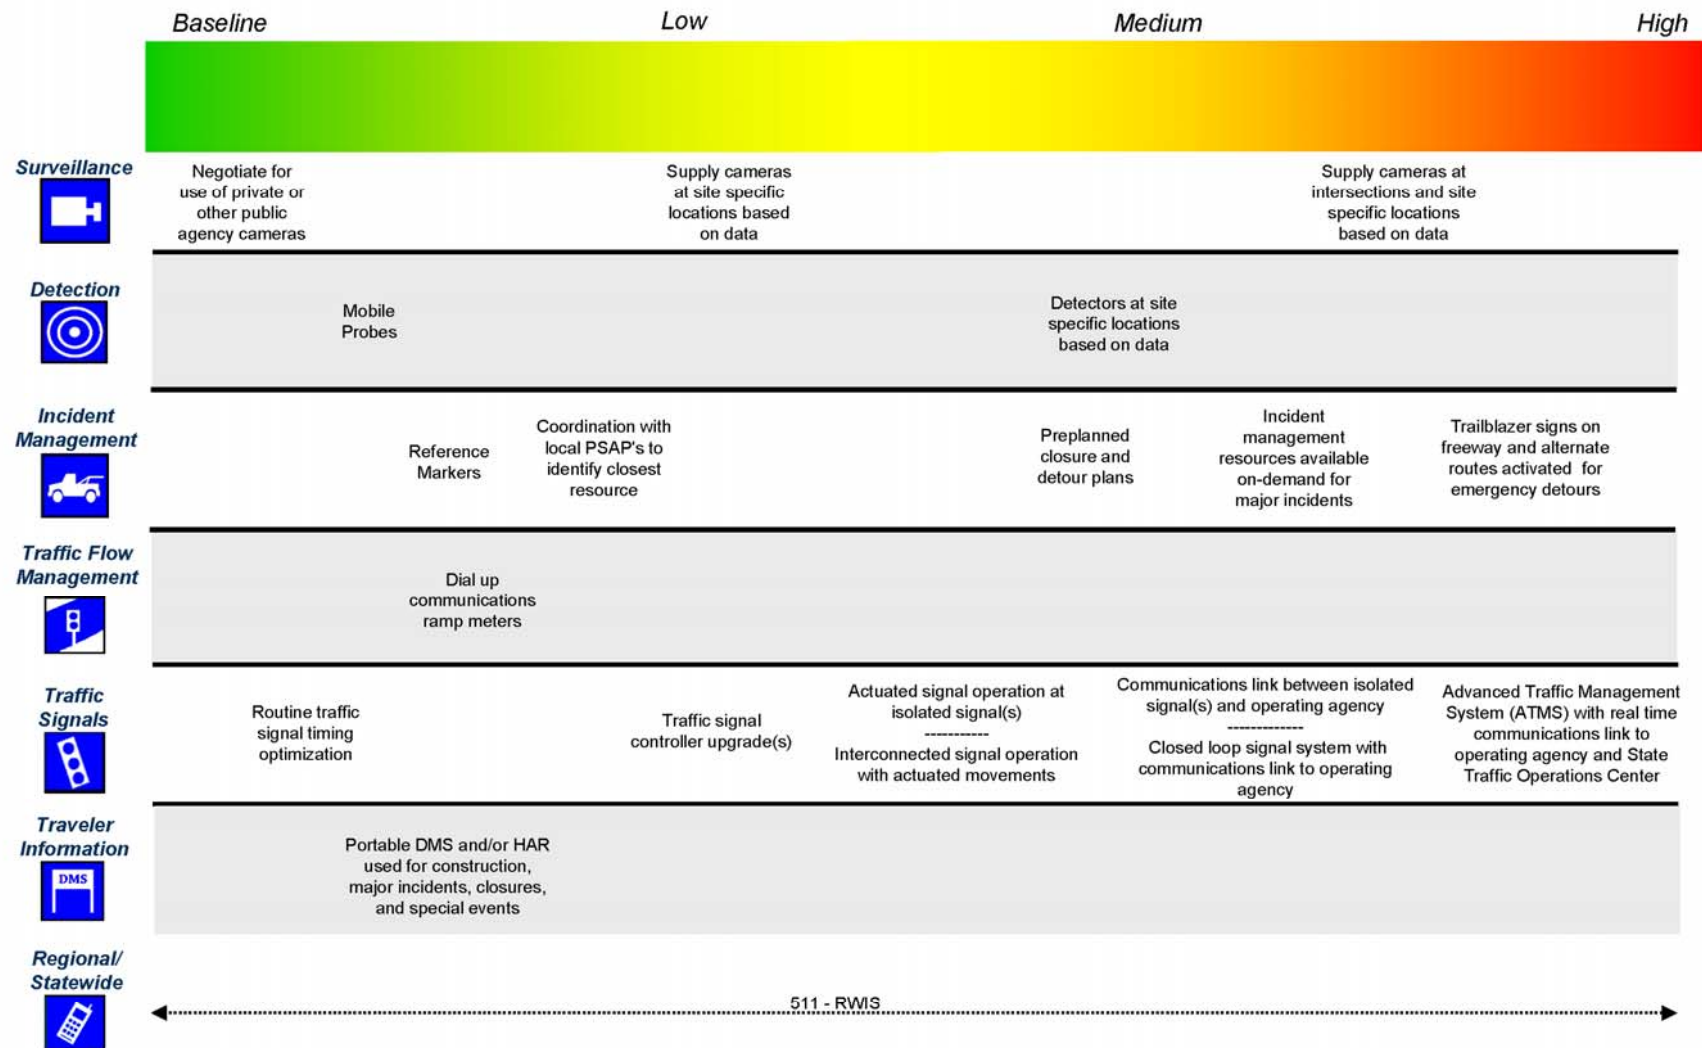 Baseline
Low
Medium
High
Surveillance
Negotiate for
use of private or
other public
agency cameras
Supply cameras
at site specific
locations based
on data
Supply cameras at
intersections and site
specific locations
based on data
Detection
Mobile
Probes
Detectors at site
specific locations
based on data
Incident
Management
Reference
Markers
Coordination with
local PSAP's to
identify closest
resource
Preplanned
closure and
detour plans
Incident
management
resources available
on-demand for
major incidents
Trailblazer signs on
freeway and alternate
routes activated for
emergency detours
Traffic Flow
Management
Dial up
communications
ramp meters
Traffic
Signals
Routine traffic
signal timing
optimization
Traffic signal
controller upgrade(s)
Actuated signal operation at
isolated signal(s)
-----------
Interconnected signal operation
with actuated movements
Communications link between isolated
signal(s) and operating agency
-------------
Closed loop signal system with
communications link to operating
agency
Advanced Traffic Management
System (ATMS) with real time
communications link to
operating agency and State
Traffic Operations Center
Traveler
Information
DMS
Portable DMS and/or HAR
used for construction,
major incidents, closures,
and special events
Regional/
Statewide
511 - RWIS